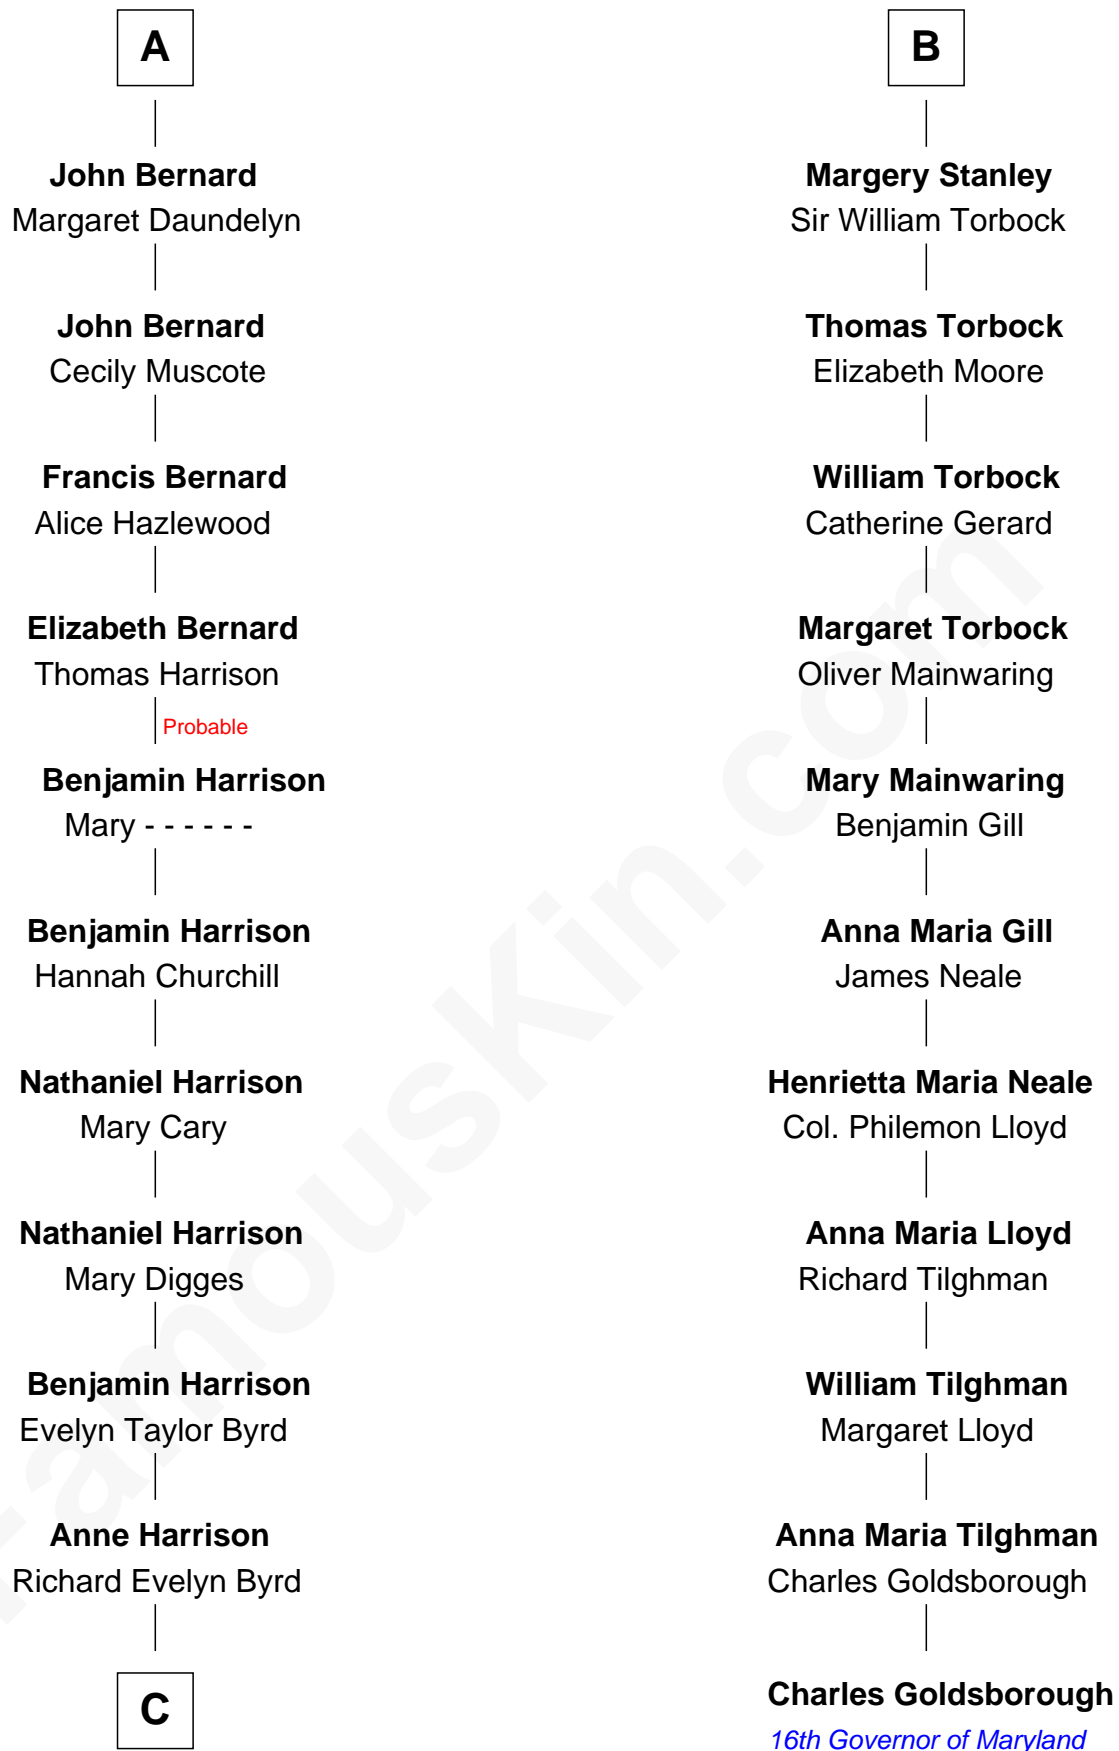 A
John Bernard
Margaret Daundelyn
John Bernard
Cecily Muscote
Francis Bernard
Alice Hazlewood
Elizabeth Bernard
Thomas Harrison
Probable
Benjamin Harrison
Mary - - - - - -
Benjamin Harrison
Hannah Churchill
Nathaniel Harrison
Mary Cary
Nathaniel Harrison
Mary Digges
Benjamin Harrison
Evelyn Taylor Byrd
Anne Harrison
Richard Evelyn Byrd
C
B
Margery Stanley
Sir William Torbock
Thomas Torbock
Elizabeth Moore
William Torbock
Catherine Gerard
Margaret Torbock
Oliver Mainwaring
Mary Mainwaring
Benjamin Gill
Anna Maria Gill
James Neale
Henrietta Maria Neale
Col. Philemon Lloyd
Anna Maria Lloyd
Richard Tilghman
William Tilghman
Margaret Lloyd
Anna Maria Tilghman
Charles Goldsborough
Charles Goldsborough
16th Governor of Maryland
FamousKin.com